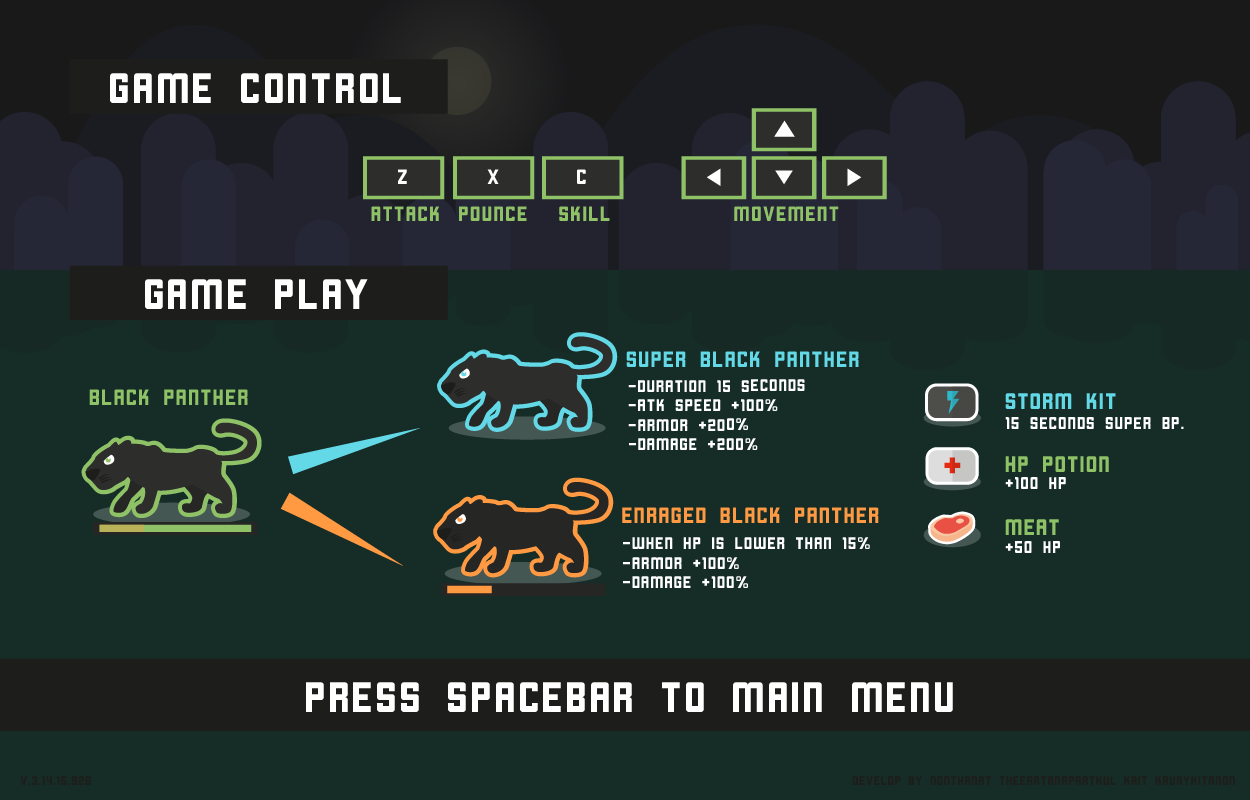 GAME CONTROL
Z X C
ATTACK POUNCE SKILL
MOVEMENT
GAME PLAY
BLACK PANTHER
SUPER BLACK PANTHER
-DURATION 15 SECONDS
-ATK SPEED +100%
-ARMOR +200%
-DAMAGE +200%
ENRAGED BLACK PANTHER
-WHEN HP IS LOWER THAN 15%
-ARMOR +100%
-DAMAGE +100%
STORM KIT
15 SECONDS SUPER BP.
HP POTION
+100 HP
MEAT
+50 HP
PRESS SPACEBAR TO MAIN MENU
DEVELOP BY